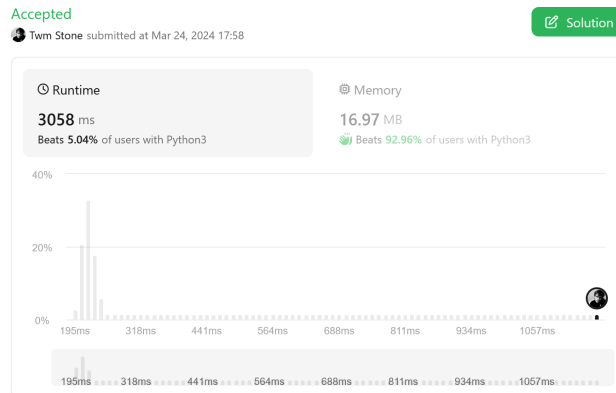 Accepted
Twm Stone submitted at Mar 24, 2024 17:58
Solution
Runtime
3058 ms
Beats 5.04% of users with Python3
Memory
16.97 MB
Beats 92.96% of users with Python3
40%
20%
0%
195ms 318ms 441ms 564ms 688ms 811ms 934ms 1057ms
195ms 318ms 441ms 564ms 688ms 811ms 934ms 1057ms